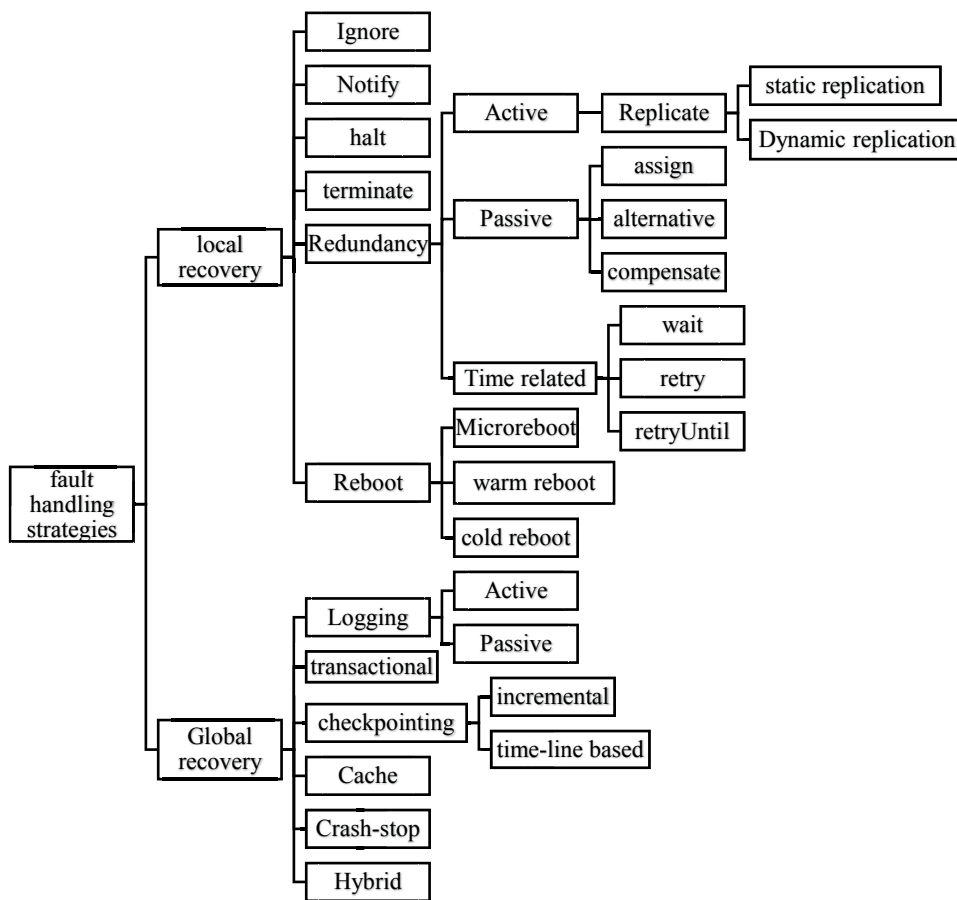 Ignore
Notify
halt
terminate
Redundancy
Active
Replicate
static replication
Dynamic replication
Passive
assign
alternative
compensate
Time related
wait
retry
retryUntil
local
recovery
Reboot
Microreboot
warm reboot
cold reboot
fault
handling
strategies
Logging
Active
Passive
transactional
checkpointing
incremental
time-line based
Global
recovery
Cache
Crash-stop
Hybrid